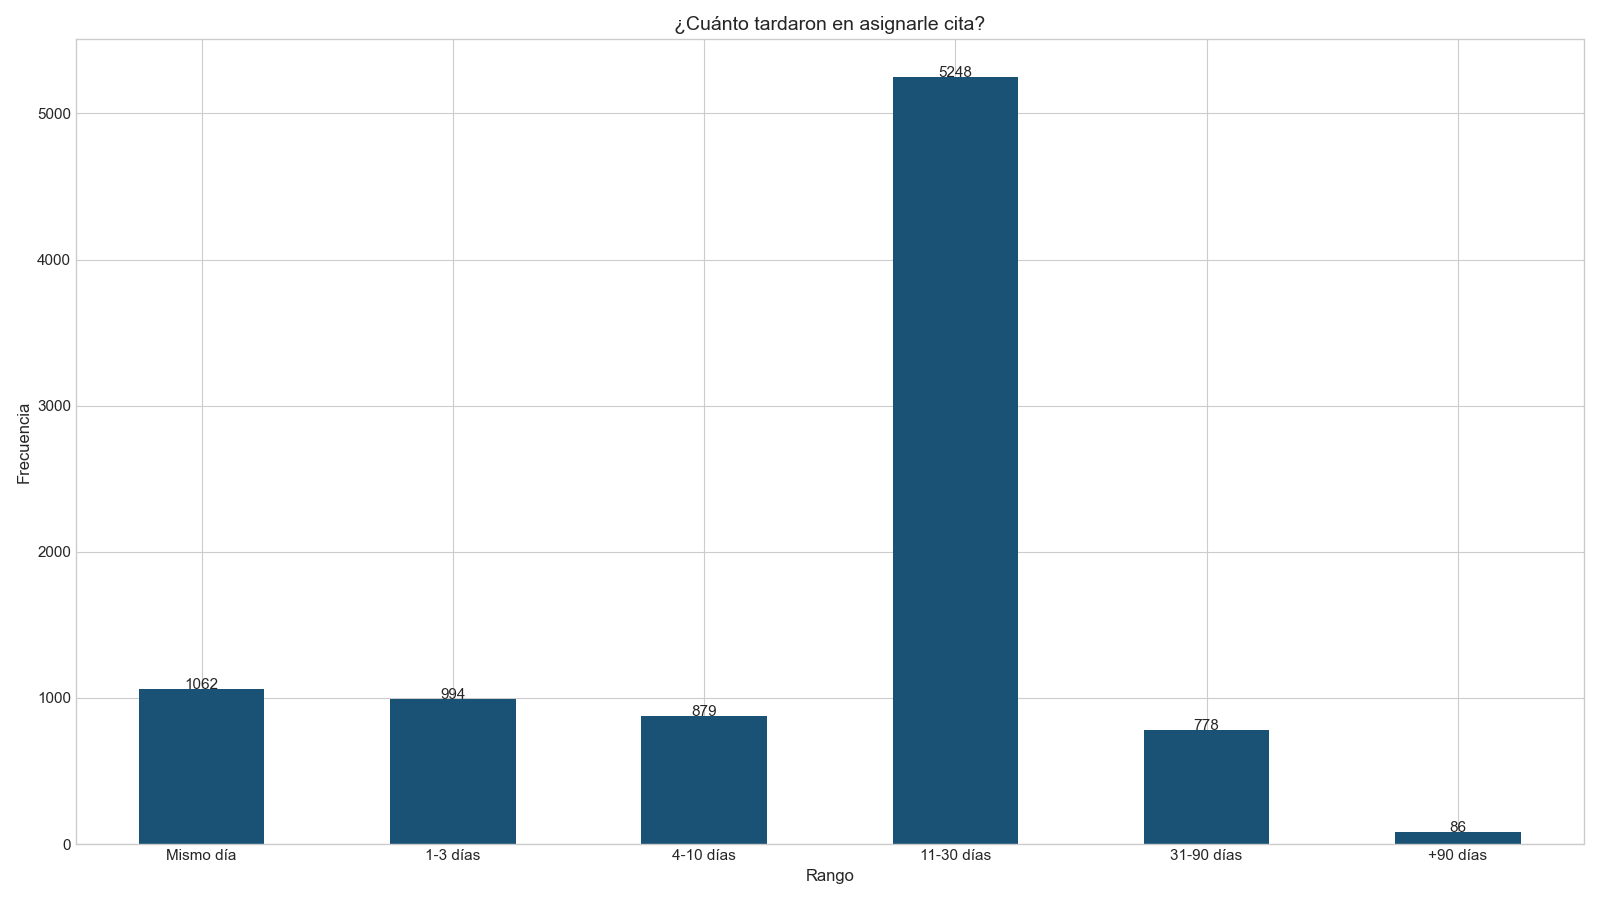 ¿Cuánto tardaron en asignarle cita?
Frecuencia
5000
4000
3000
2000
1000
0
1062
994
879
5248
778
86
Mismo día
1-3 días
4-10 días
11-30 días
31-90 días
+90 días
Rango